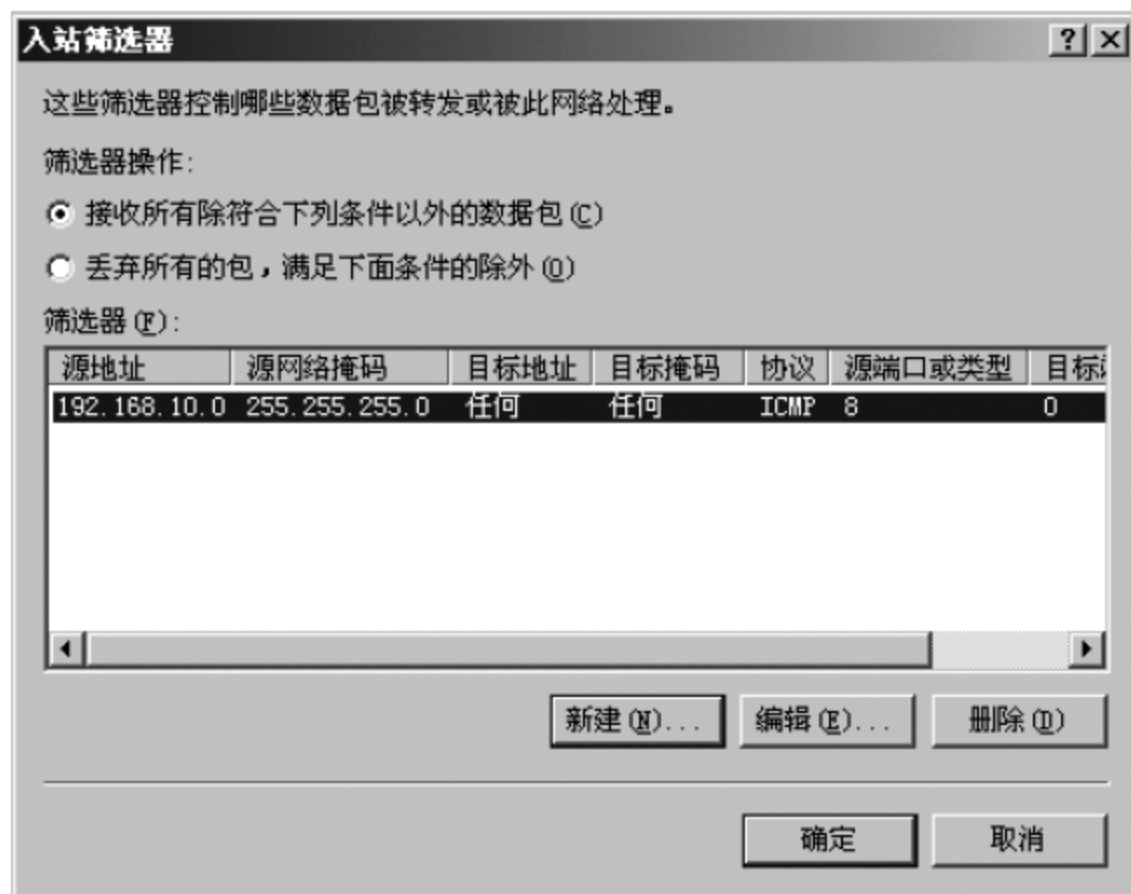 入站筛选器
这些筛选器控制哪些数据包被转发或被此网络处理。
筛选器操作:
接收所有除符合下列条件以外的数据包(C)
丢弃所有的包，满足下面条件的除外(O)
筛选器(F):
源地址 源网络掩码 目标地址 目标掩码 协议 源端口或类型 目标
192.168.10.0 255.255.255.0 任何 任何 ICMP 8 0
新建(N)... 编辑(E)... 删除(D)
确定 取消